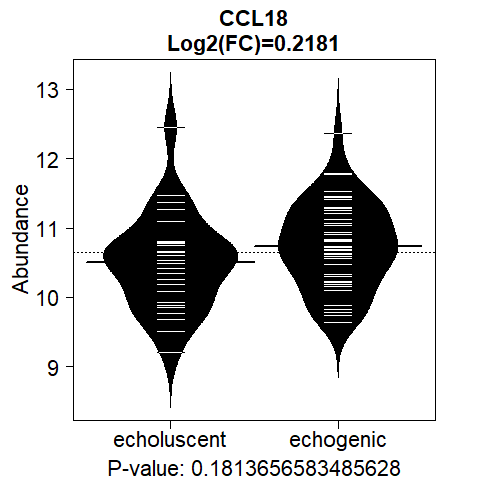 CCL18
Log2(FC)=0.2181
Abundance
13
12
11
10
9
echoluscent echogenic
P-value: 0.1813656583485628